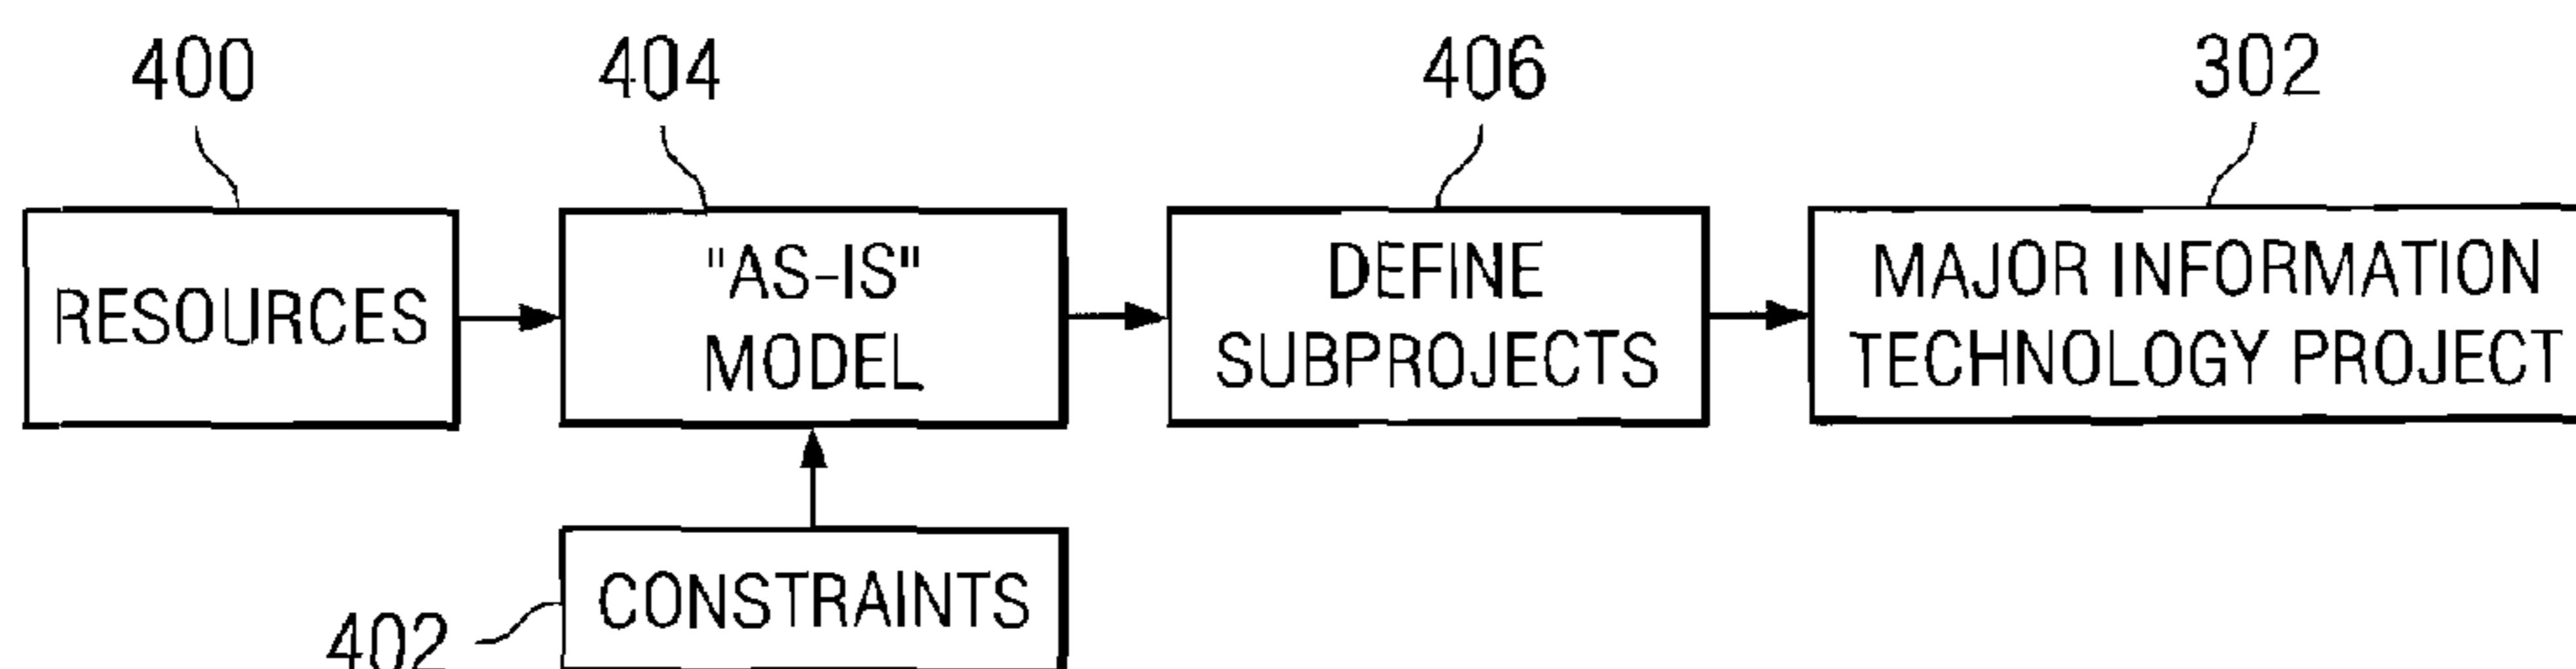 400
404
406
302
RESOURCES
"AS-IS"
MODEL
DEFINE
SUBPROJECTS
MAJOR INFORMATION
TECHNOLOGY PROJECT
CONSTRAINTS
402